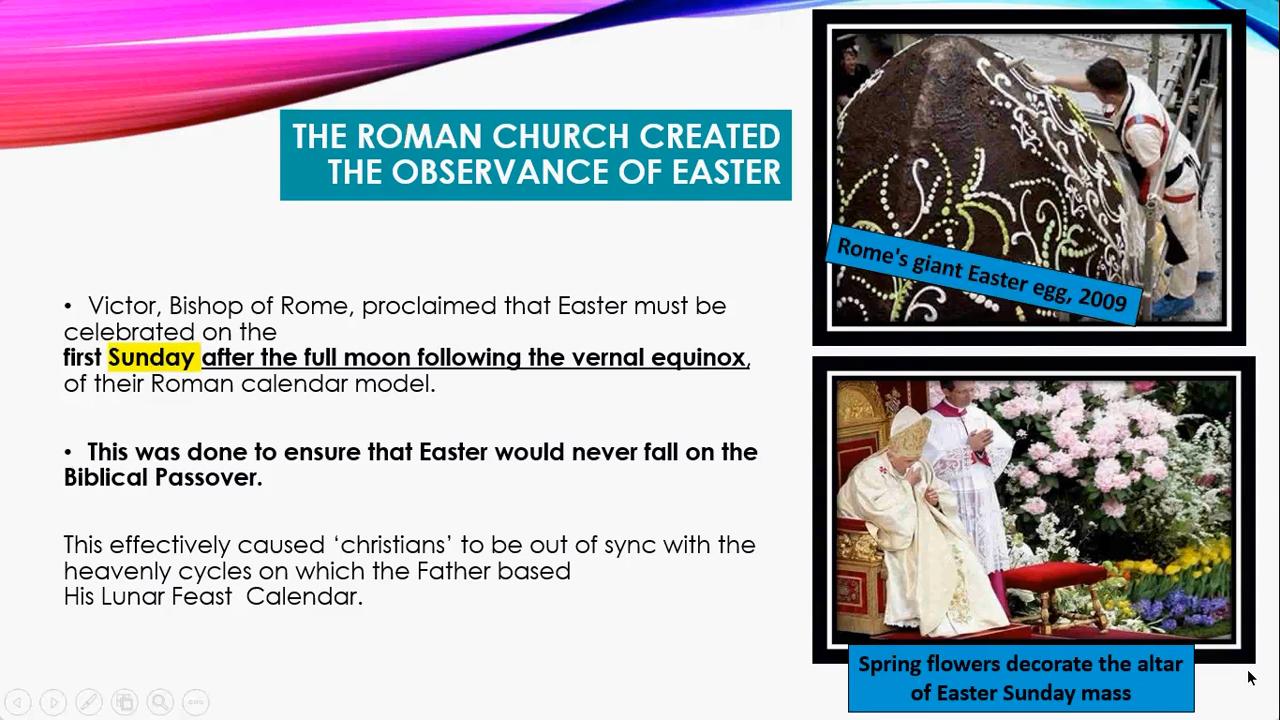 THE ROMAN CHURCH CREATED
THE OBSERVANCE OF EASTER
• Victor, Bishop of Rome, proclaimed that Easter must be
celebrated on the
first Sunday after the full moon following the vernal equinox,
of their Roman calendar model.
• This was done to ensure that Easter would never fall on the
Biblical Passover.
This effectively caused ‘christians’ to be out of sync with the
heavenly cycles on which the Father based
His Lunar Feast Calendar.
Rome's giant Easter egg, 2009
Spring flowers decorate the altar
of Easter Sunday mass